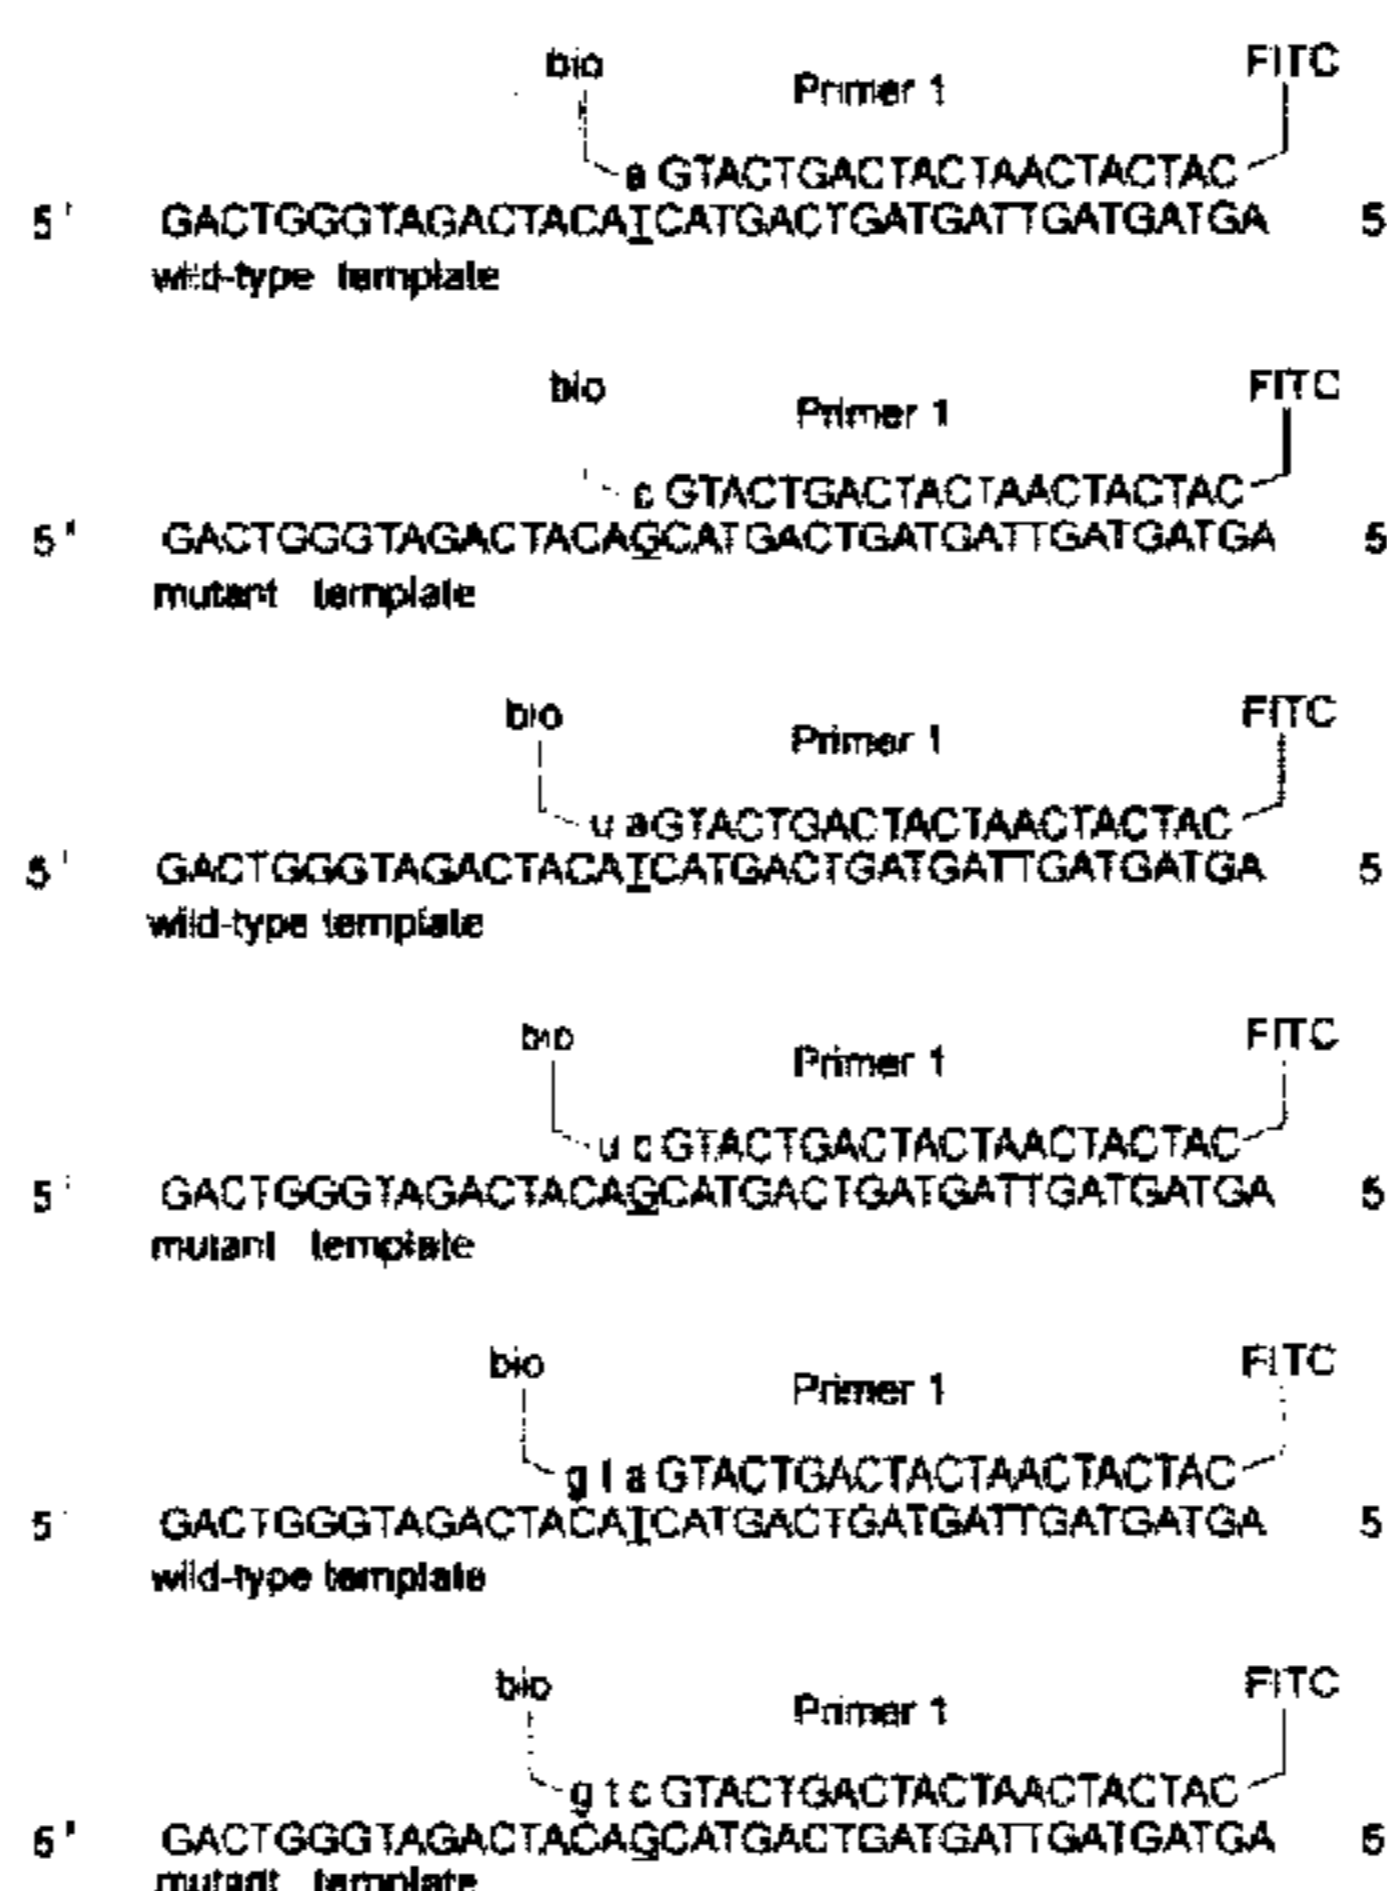 bio Primer 1 FITC
a GTACTGACTACTAACTACTAC
5' GACTGGGTAGACTACATCATGACTGATGATTGATGATGA 5
wild-type template
bio Primer 1 FITC
c GTACTGACTACTAACTACTAC
5' GACTGGGTAGACTACAGCATGACTGATGATTGATGATGA 5
mutant template
bio Primer 1 FITC
u aGTACTGACTACTAACTACTAC
5' GACTGGGTAGACTACATCATGACTGATGATTGATGATGA 5
wild-type template
bio Primer 1 FITC
u cGTACTGACTACTAACTACTAC
5' GACTGGGTAGACTACAGCATGACTGATGATTGATGATGA 5
mutant template
bio Primer 1 FITC
g t a GTACTGACTACTAACTACTAC
5' GACTGGGTAGACTACATCATGACTGATGATTGATGATGA 5
wild-type template
bio Primer 1 FITC
g t c GTACTGACTACTAACTACTAC
5' GACTGGGTAGACTACAGCATGACTGATGATTGATGATGA 5
mutant template